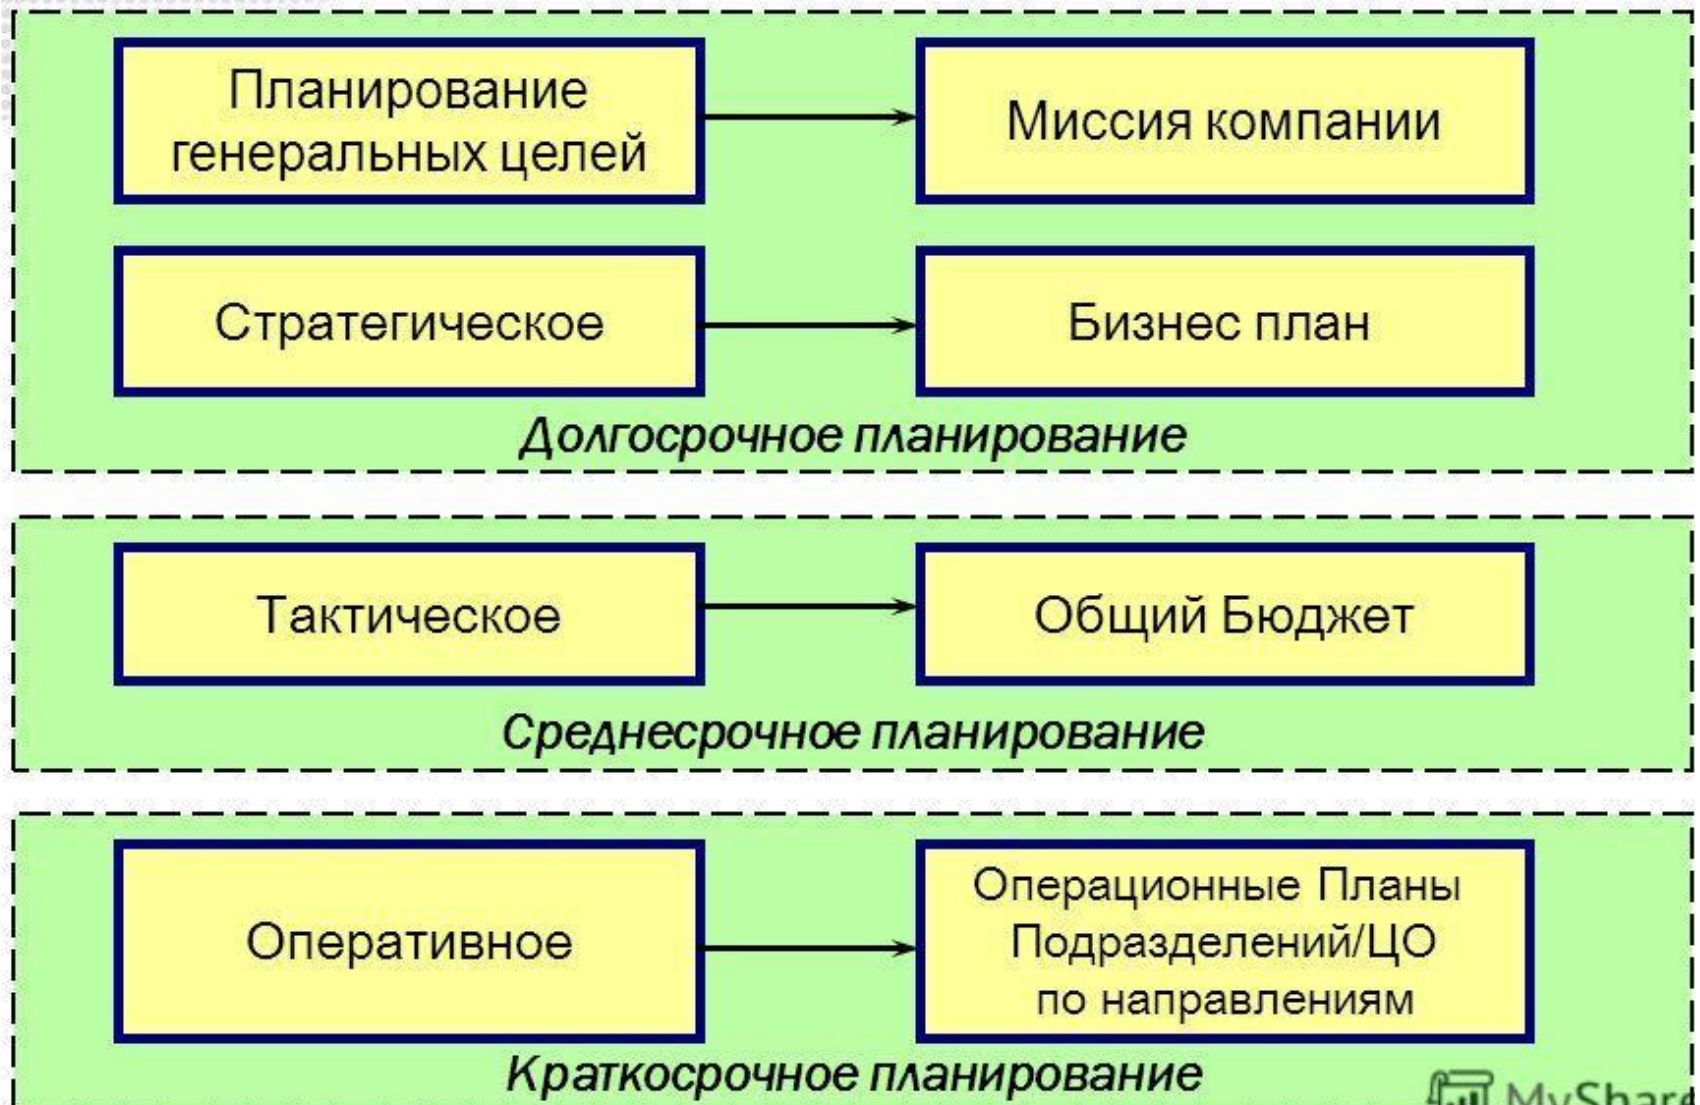 Планирование
генеральных целей
Миссия компании
Стратегическое
Бизнес план
Долгосрочное планирование
Тактическое
Общий Бюджет
Среднесрочное планирование
Оперативное
Операционные Планы
Подразделений/ЦО
по направлениям
Краткосрочное планирование
MyShare